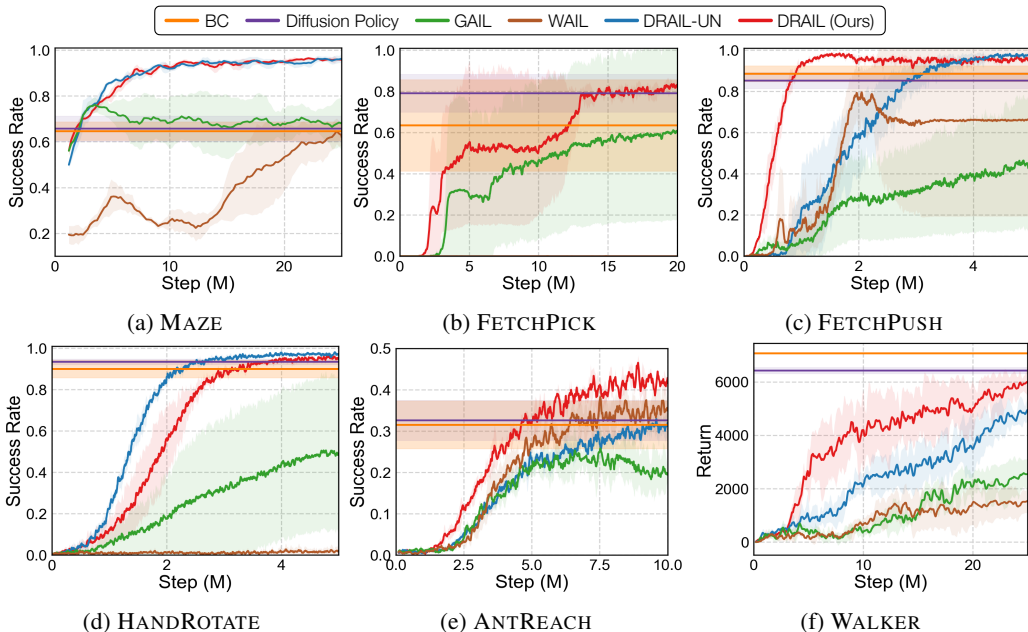 BC Diffusion Policy GAIL WAIL DRAIL-UN DRAIL (Ours)
1.0 0.8 0.6 0.4 0.2
Success Rate
0 10 20
Step (M)
(a) MAZE
1.0 0.8 0.6 0.4 0.2 0.0
Success Rate
0 5 10 15 20
Step (M)
(b) FETCHPICK
1.0 0.8 0.6 0.4 0.2 0.0
Success Rate
0 2 4
Step (M)
(c) FETCHPUSH
1.0 0.8 0.6 0.4 0.2 0.0
Success Rate
0 2 4
Step (M)
(d) HANDROTATE
0.5 0.4 0.3 0.2 0.1 0.0
Success Rate
0.0 2.5 5.0 7.5 10.0
Step (M)
(e) ANTREACH
6000 4000 2000 0
Return
0 10 20
Step (M)
(f) WALKER